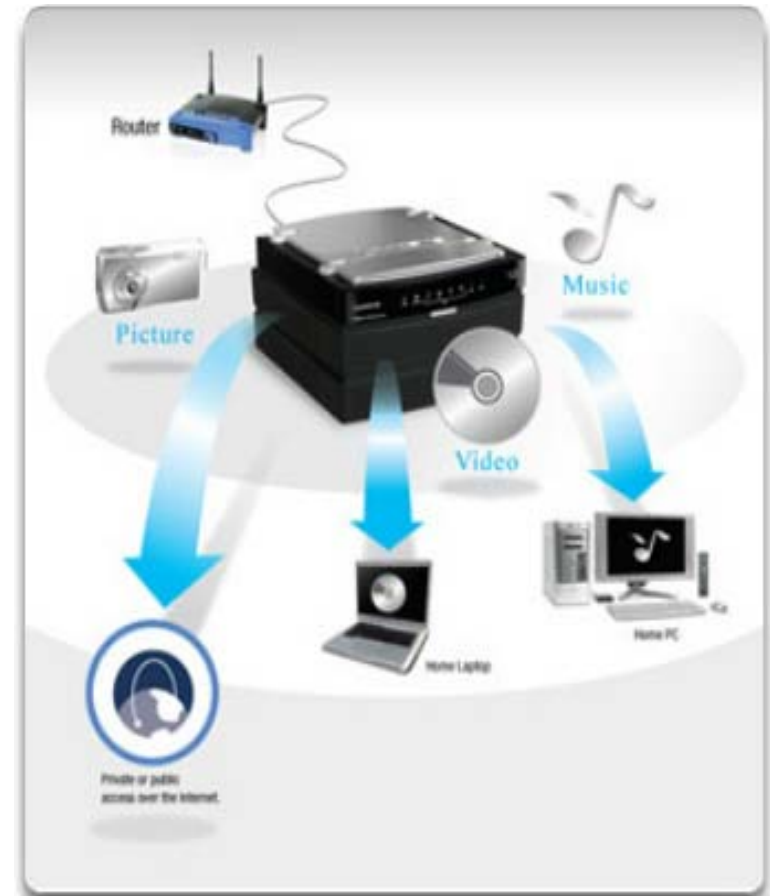 Router
Music
Picture
Video
Home PC
Home Laptop
Private or public
access over the Internet.